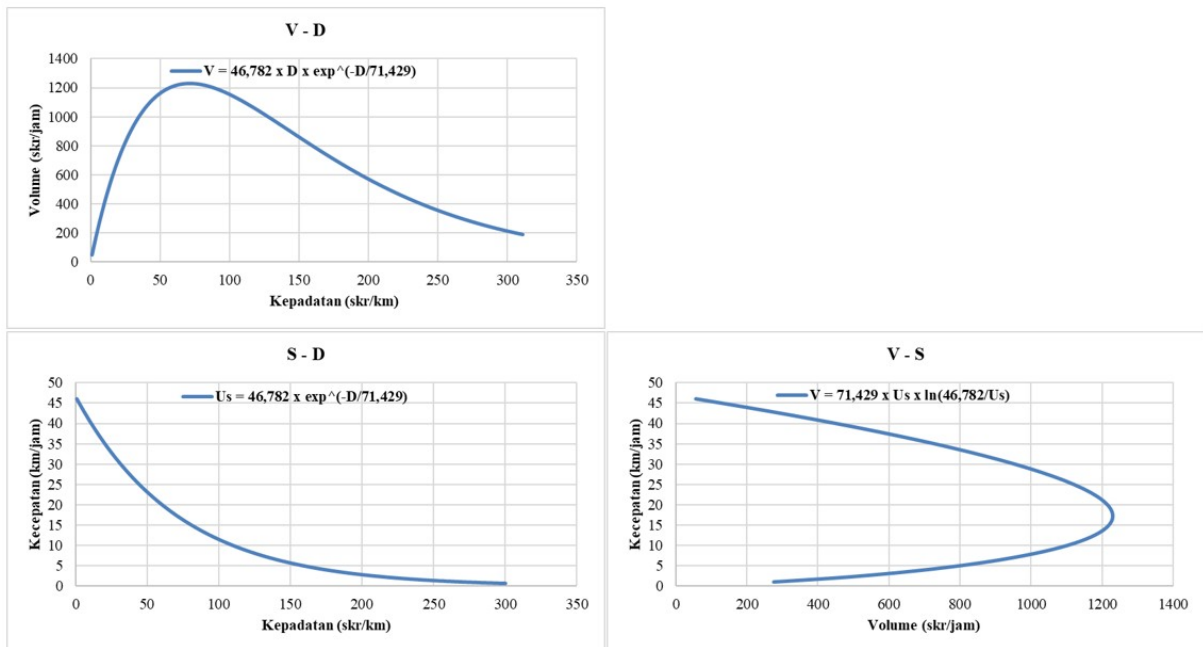 V - D
V = 46,782 x D x exp^(-D/71,429)
1400
1200
1000
800
600
400
200
0
Volume (skr/jam)
0 50 100 150 200 250 300 350
Kepadatan (skr/km)
S - D
Us = 46,782 x exp^(-D/71,429)
50
45
40
35
30
25
20
15
10
5
0
Kecepatan (km/jam)
0 50 100 150 200 250 300 350
Kepadatan (skr/km)
V - S
V = 71,429 x Us x ln(46,782/Us)
50
45
40
35
30
25
20
15
10
5
0
Kecepatan (km/jam)
0 200 400 600 800 1000 1200 1400
Volume (skr/jam)